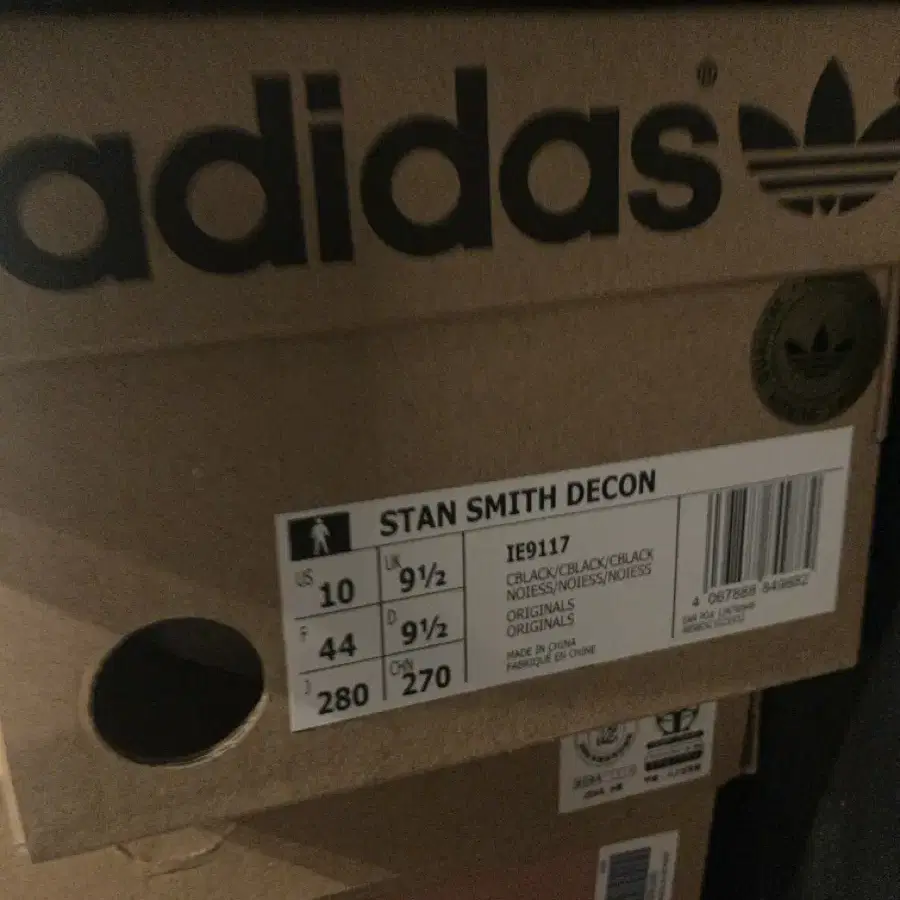 adidas®
STAN SMITH DECON
US 10
UK 9½
F 44
D 9½
J 280
CHN 270
IE9117
CBLACK/CBLACK/CBLACK
NOIESS/NOIESS/NOIESS
ORIGINALS
ORIGINALS
MADE IN CHINA
FABRIQUÉ EN CHINE